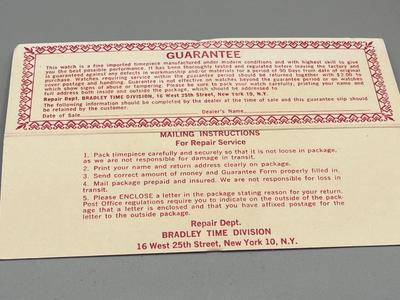 GUARANTEE
This watch is a fine imported timepiece manufactured under modern conditions and with highest skill to give
you the best possible performance. It has been thoroughly tested and regulated before leaving the factory and
is guaranteed against any defects in workmanship and/or materials for a period of 90 Days from date of original
purchase. Watches requiring service within the guarantee period should be returned together with $2.00 to
cover postage and handling. Guarantee is not effective on watches beyond the guarantee period or on watches
which show signs of abuse or tampering. Please be sure to pack your watch carefully, printing your name and
full address both inside and outside the package, which should be addressed to
Repair Dept. BRADLEY TIME DIVISION, 16 West 25th Street, New York 10, N.Y.
The following information should be completed by the dealer at the time of sale and this guarantee slip should
be retained by the customer.
Date of Sale Dealer's Name
MAILING INSTRUCTIONS
For Repair Service
1. Pack timepiece carefully and securely so that it is not loose in package,
as we are not responsible for damage in transit.
2. Print your name and return address clearly on package.
3. Send correct amount of money and Guarantee Form properly filled in.
4. Mail package prepaid and insured. We are not responsible for loss in
transit.
5. Please ENCLOSE a letter in the package stating reason for your return.
Post Office regulations require you to indicate on the outside of the pack-
age that a letter is enclosed and that you have affixed postage for the
letter to the outside package.
Repair Dept.
BRADLEY TIME DIVISION
16 West 25th Street, New York 10, N.Y.